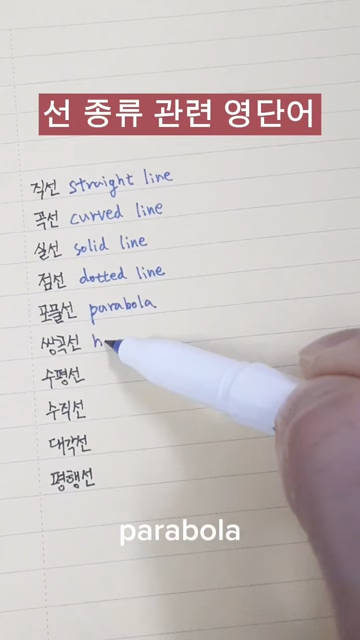 선 종류 관련 영단어
직선 straight line
곡선 curved line
실선 solid line
점선 dotted line
포물선 parabola
쌍곡선 h
수평선
수직선
대각선
평행선
parabola